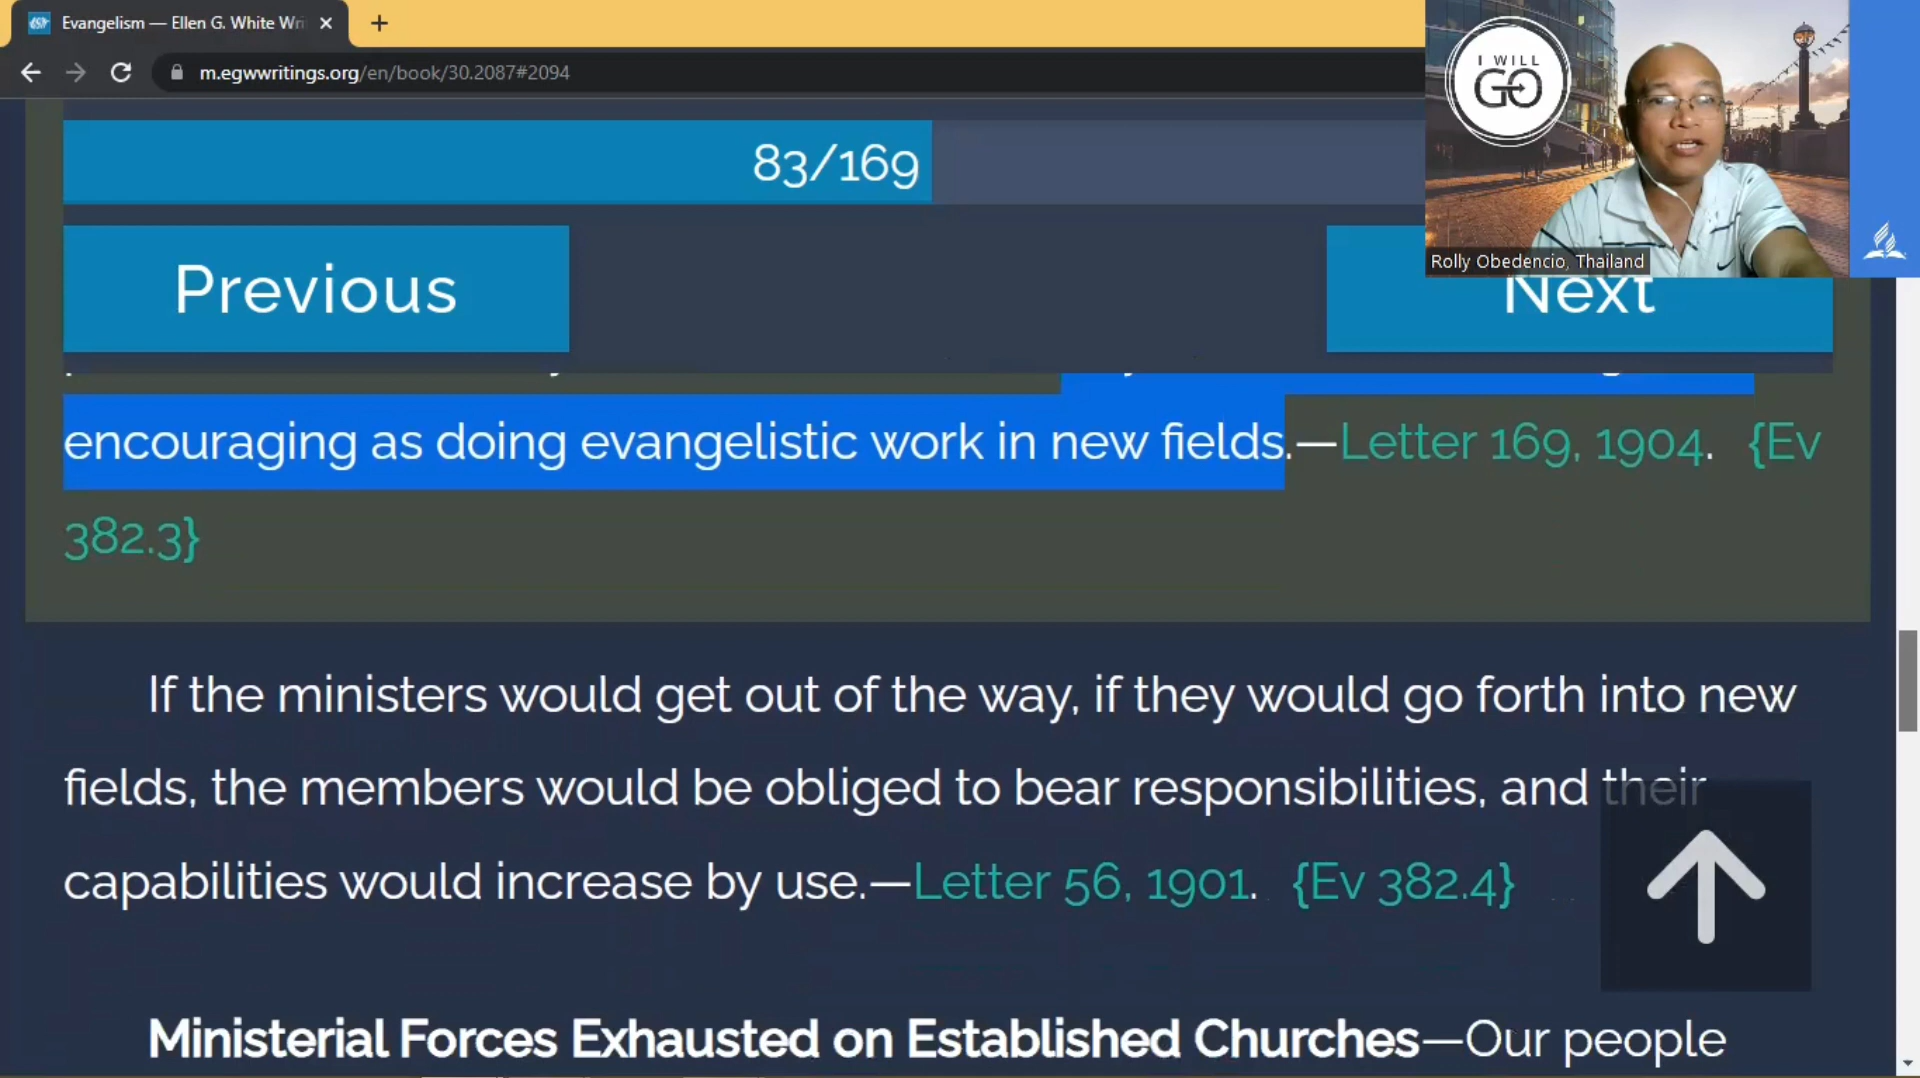 Evangelism — Ellen G. White Wri
m.egwwritings.org/en/book/30.2087#2094
I WILL
GO
Rolly Obedencio, Thailand
83/169
Previous
Next
encouraging as doing evangelistic work in new fields.—Letter 169, 1904. {Ev
382.3}
If the ministers would get out of the way, if they would go forth into new
fields, the members would be obliged to bear responsibilities, and their
capabilities would increase by use.—Letter 56, 1901. {Ev 382.4}
Ministerial Forces Exhausted on Established Churches—Our people